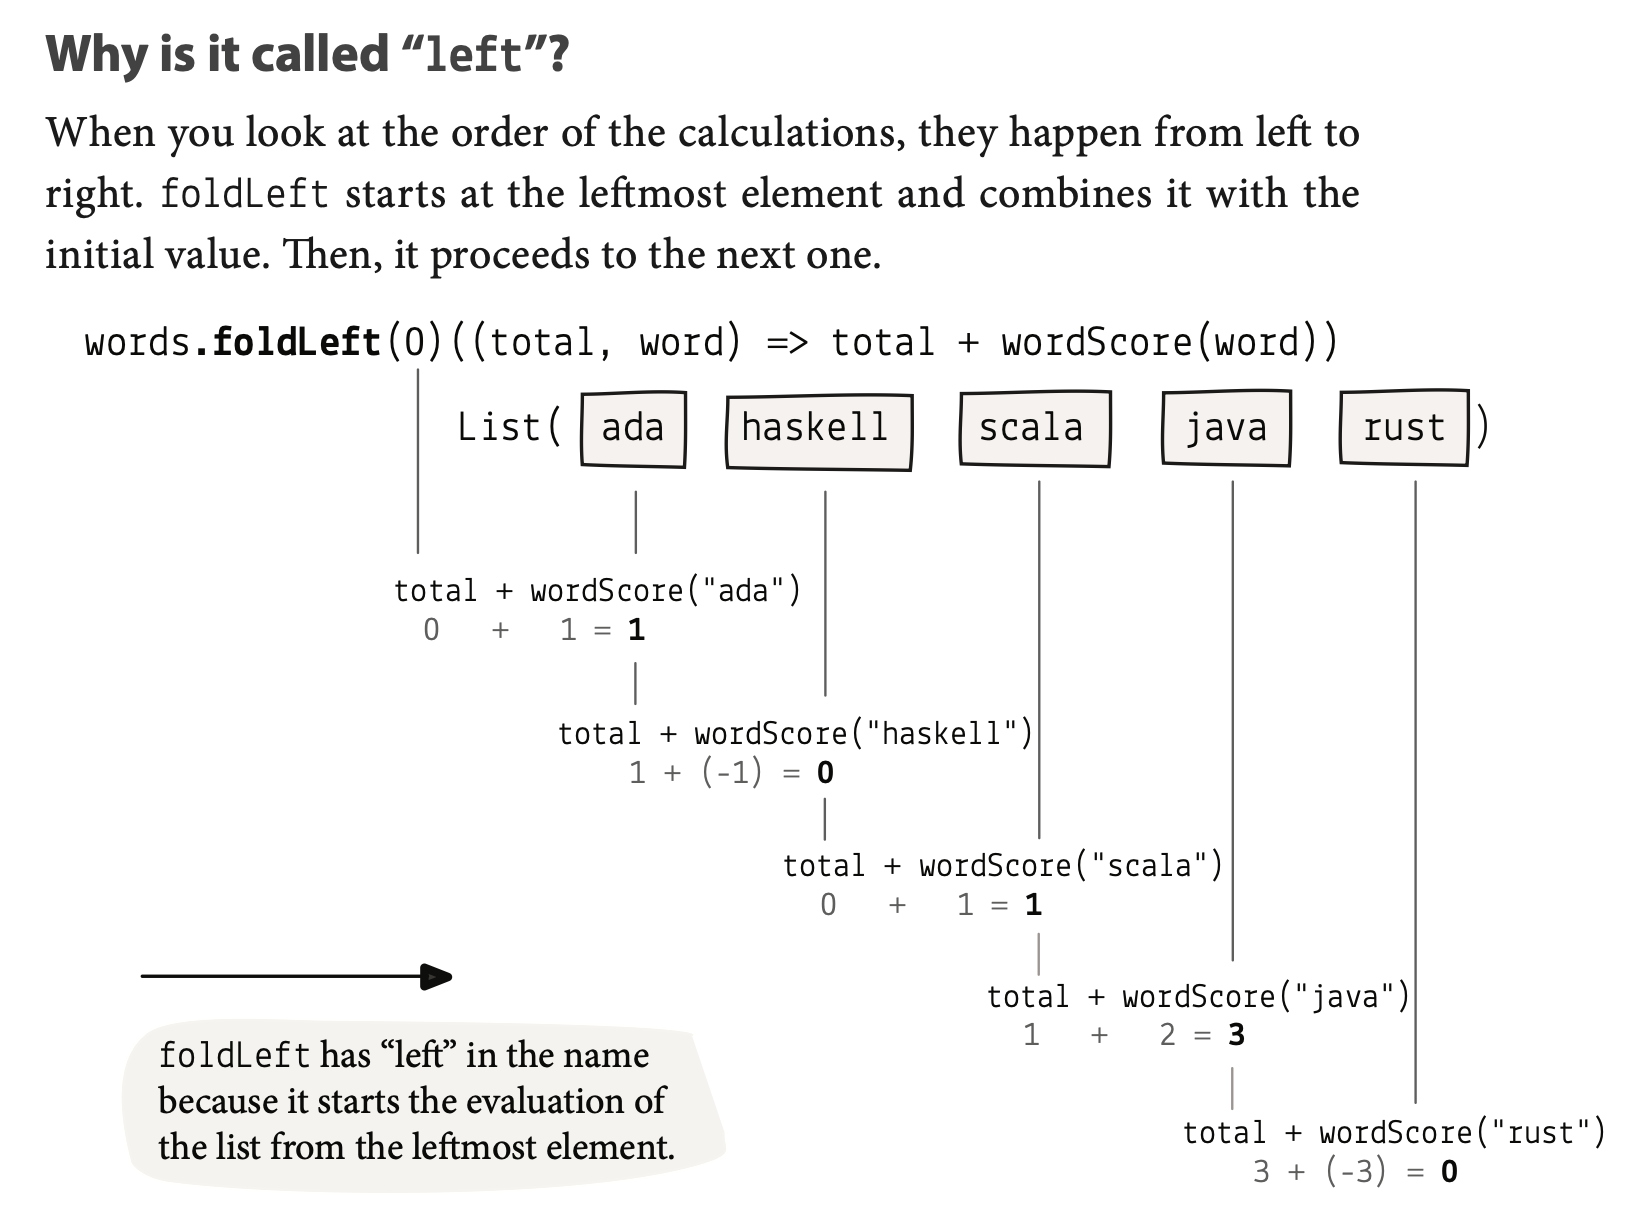 Why is it called “left”?
When you look at the order of the calculations, they happen from left to
right. foldLeft starts at the leftmost element and combines it with the
initial value. Then, it proceeds to the next one.
words.foldLeft(0)((total, word) => total + wordScore(word))
List( ada haskell scala java rust )
total + wordScore("ada")
0 + 1 = 1
total + wordScore("haskell")
1 + (-1) = 0
total + wordScore("scala")
0 + 1 = 1
total + wordScore("java")
1 + 2 = 3
foldLeft has “left” in the name
because it starts the evaluation of
the list from the leftmost element.
total + wordScore("rust")
3 + (-3) = 0